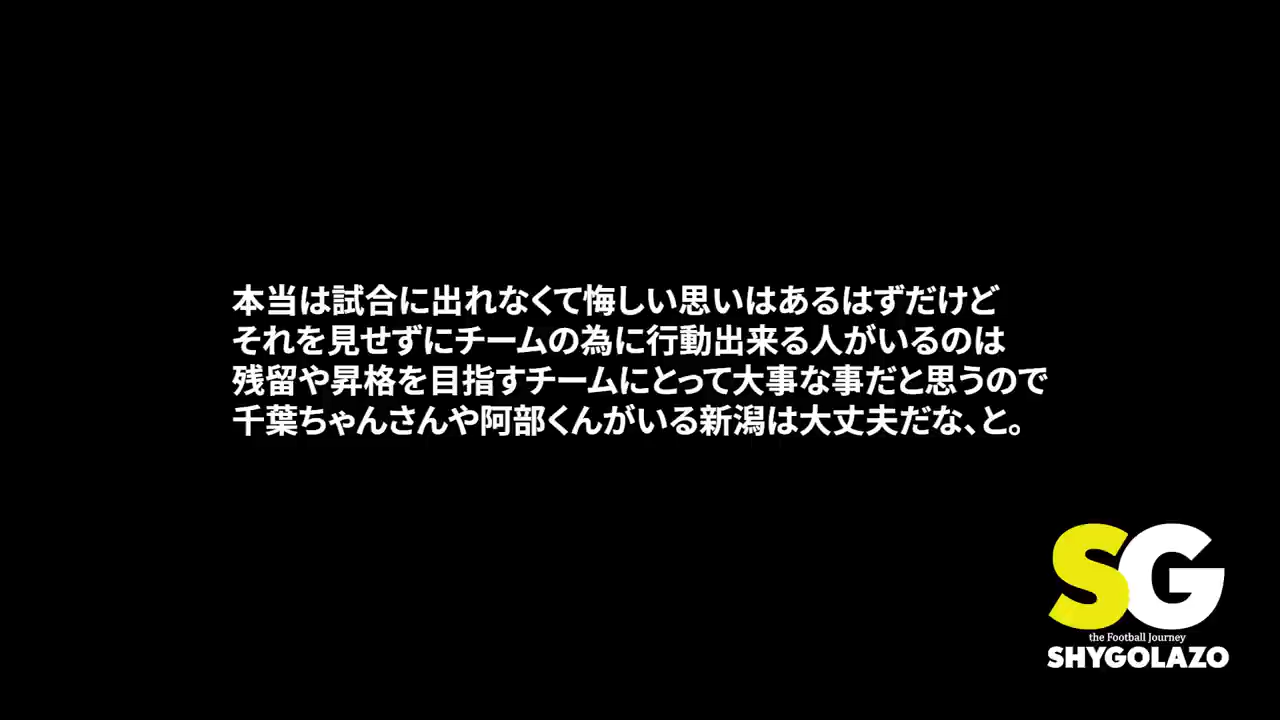 本当は試合に出れなくて悔しい思いはあるはずだけど
それを見せずにチームの為に行動出来る人がいるのは
残留や昇格を目指すチームにとって大事な事だと思うので
千葉ちゃんさんや阿部くんがいる新潟は大丈夫だな、と。
SG
the Football Journey
SHYGOLAZO